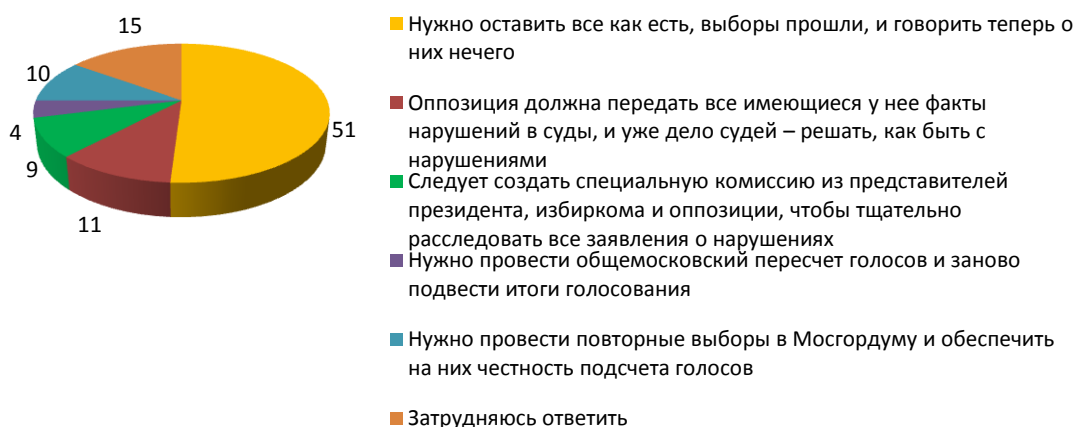 15
10
4
9
11
51
Нужно оставить все как есть, выборы прошли, и говорить теперь о
них нечего
Оппозиция должна передать все имеющиеся у нее факты
нарушений в суды, и уже дело судей – решать, как быть с
нарушениями
Следует создать специальную комиссию из представителей
президента, избиркома и оппозиции, чтобы тщательно
расследовать все заявления о нарушениях
Нужно провести общемосковский пересчет голосов и заново
подвести итоги голосования
Нужно провести повторные выборы в Мосгордуму и обеспечить
на них честность подсчета голосов
Затрудняюсь ответить